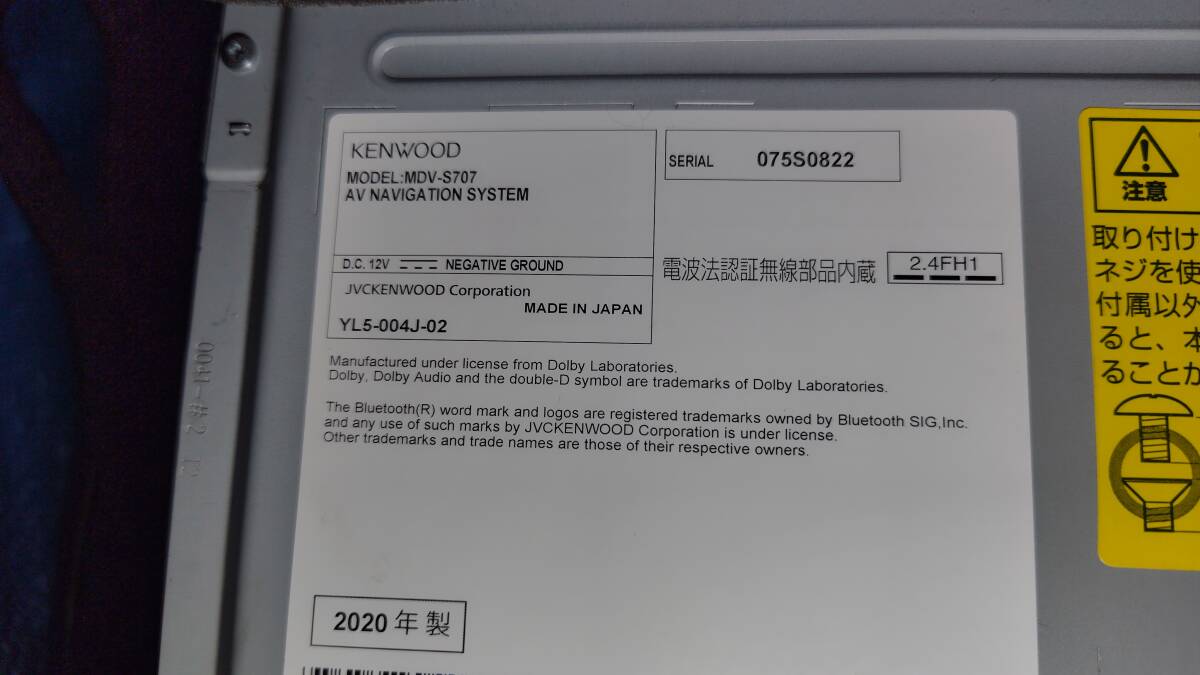 KENWOOD
MODEL:MDV-S707
AV NAVIGATION SYSTEM
D.C. 12V NEGATIVE GROUND
JVCKENWOOD Corporation
MADE IN JAPAN
YL5-004J-02
SERIAL 075S0822
電波法認証無線部品内蔵 2.4FH1
Manufactured under license from Dolby Laboratories.
Dolby, Dolby Audio and the double-D symbol are trademarks of Dolby Laboratories.
The Bluetooth(R) word mark and logos are registered trademarks owned by Bluetooth SIG,Inc.
and any use of such marks by JVCKENWOOD Corporation is under license.
Other trademarks and trade names are those of their respective owners.
2020 年 製
注意
取り付け
ネジを使
付属以外
ると、本
ることが